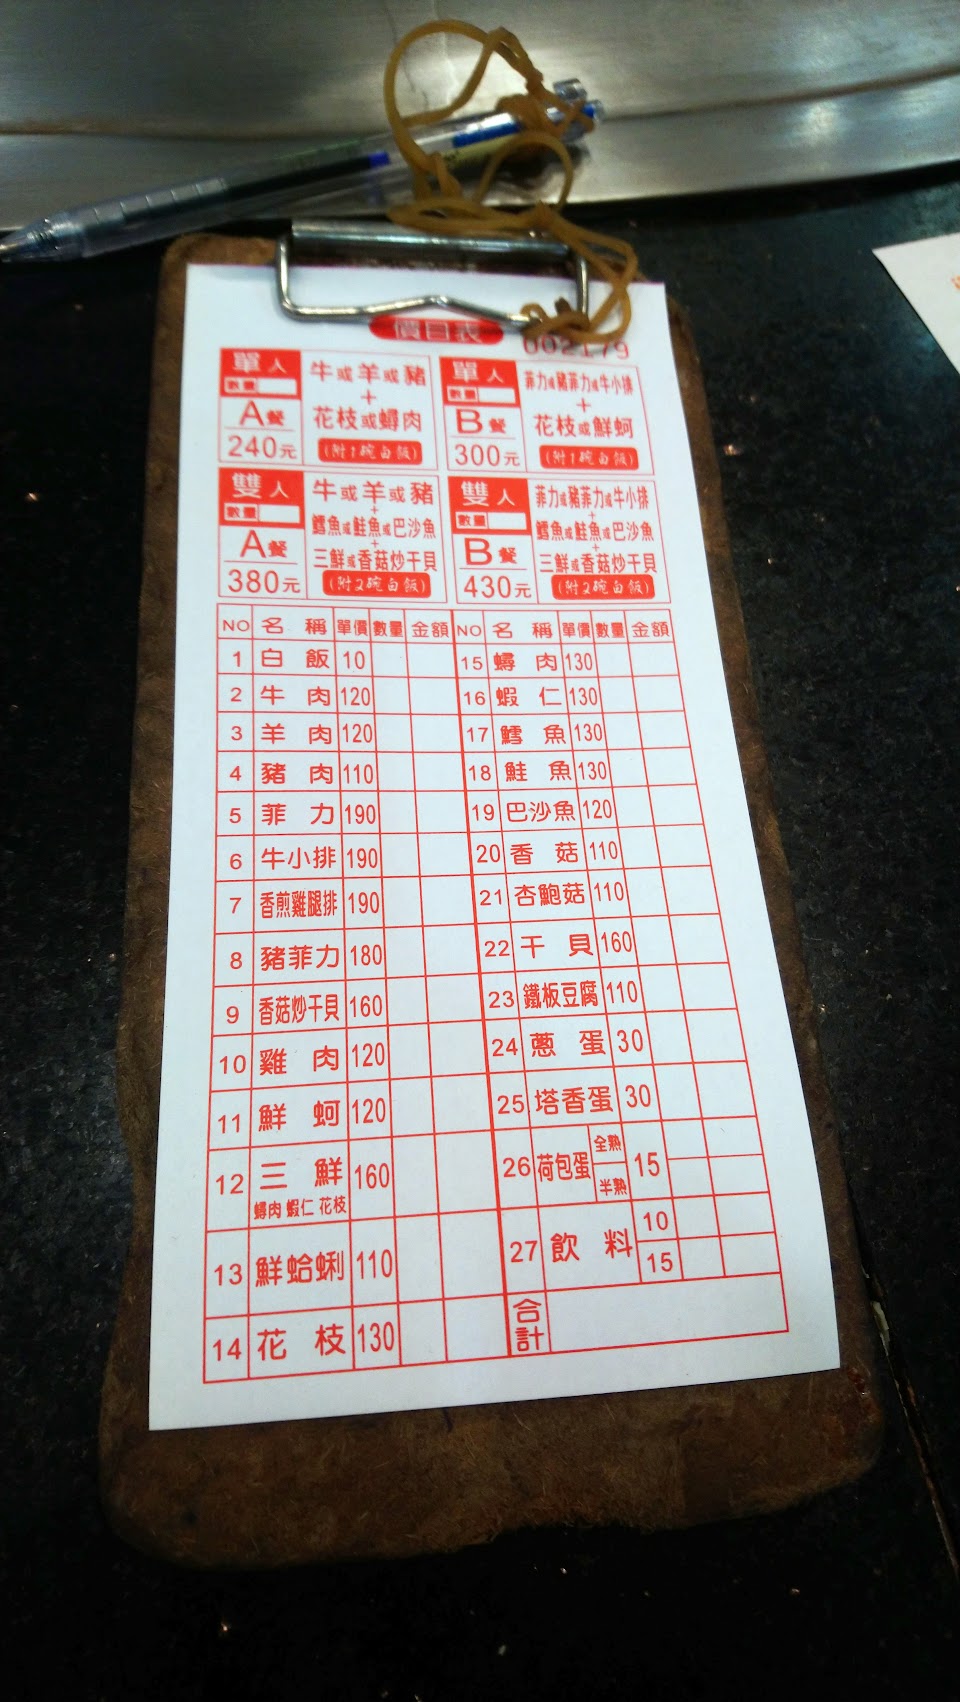 價目表
002179
單人 數量
A餐
240元
牛或羊或豬
+
花枝或蟳肉
(附1碗白飯)
單人 數量
B餐
300元
菲力或豬菲力或牛小排
+
花枝或鮮蚵
(附1碗白飯)
雙人 數量
A餐
380元
牛或羊或豬
+
鱈魚或鮭魚或巴沙魚
+
三鮮或香菇炒干貝
(附2碗白飯)
雙人 數量
B餐
430元
菲力或豬菲力或牛小排
+
鱈魚或鮭魚或巴沙魚
+
三鮮或香菇炒干貝
(附2碗白飯)
NO 名稱 單價 數量 金額
1 白飯 10
2 牛肉 120
3 羊肉 120
4 豬肉 110
5 菲力 190
6 牛小排 190
7 香煎雞腿排 190
8 豬菲力 180
9 香菇炒干貝 160
10 雞肉 120
11 鮮蚵 120
12 三鮮 160
蟳肉 蝦仁 花枝
13 鮮蛤蜊 110
14 花枝 130
NO 名稱 單價 數量 金額
15 蟳肉 130
16 蝦仁 130
17 鱈魚 130
18 鮭魚 130
19 巴沙魚 120
20 香菇 110
21 杏鮑菇 110
22 干貝 160
23 鐵板豆腐 110
24 蔥蛋 30
25 塔香蛋 30
26 荷包蛋 全熟 半熟 15
27 飲料 10 15
合計